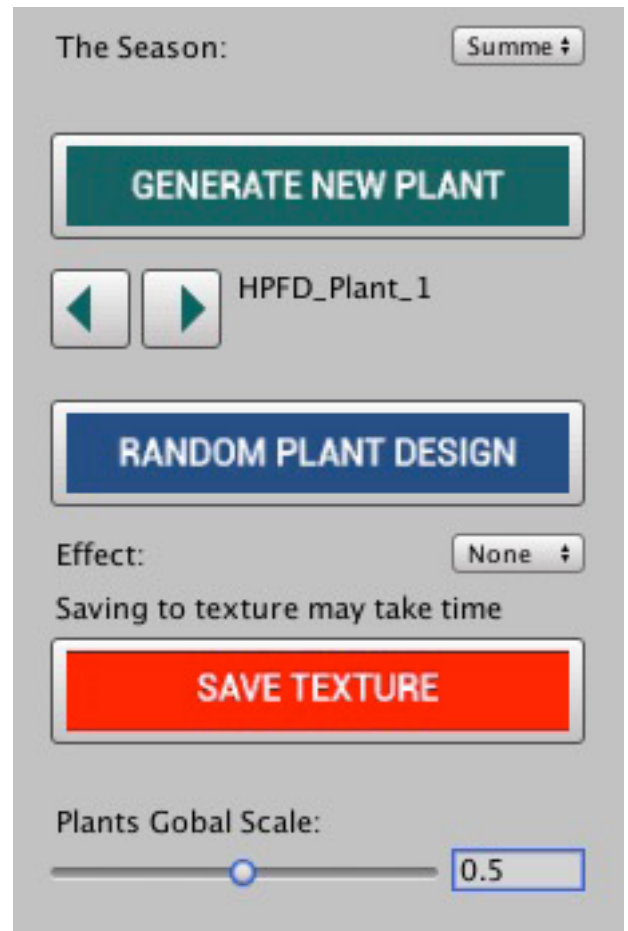 The Season:
Summe
GENERATE NEW PLANT
HPFD_Plant_1
RANDOM PLANT DESIGN
Effect:
None
Saving to texture may take time
SAVE TEXTURE
Plants Gobal Scale:
0.5